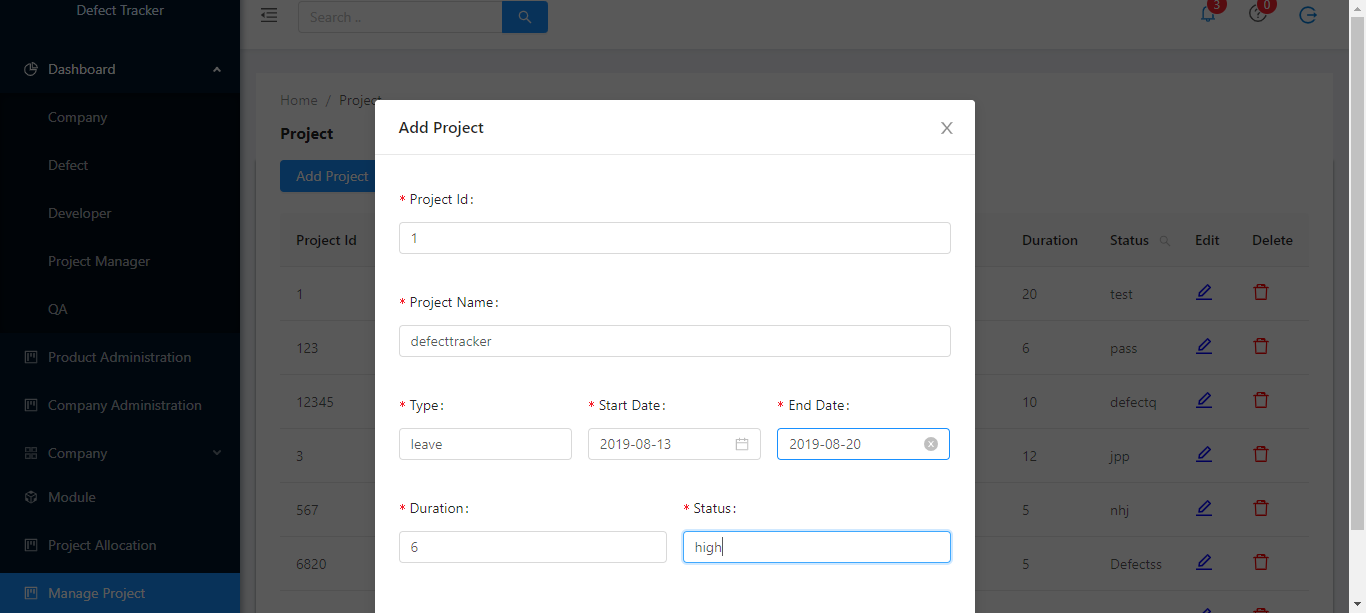 Defect Tracker
Search ..
3
0
Dashboard
Company
Defect
Developer
Project Manager
QA
Product Administration
Company Administration
Company
Module
Project Allocation
Manage Project
Home / Project
Project
Add Project
Project Id Duration Status Edit Delete
1 20 test
123 6 pass
12345 10 defectq
3 12 jpp
567 5 nhj
6820 5 Defectss
Add Project
* Project Id:
1
* Project Name:
defecttracker
* Type: * Start Date: * End Date:
leave 2019-08-13 2019-08-20
* Duration: * Status:
6 high